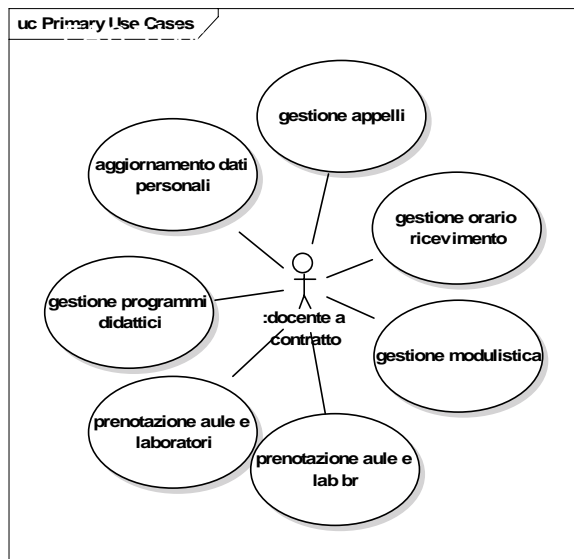 uc Primary Use Cases
gestione appelli
aggiornamento dati
personali
gestione orario
ricevimento
gestione programmi
didattici
:docente a
contratto
gestione modulistica
prenotazione aule e
laboratori
prenotazione aule e
lab br